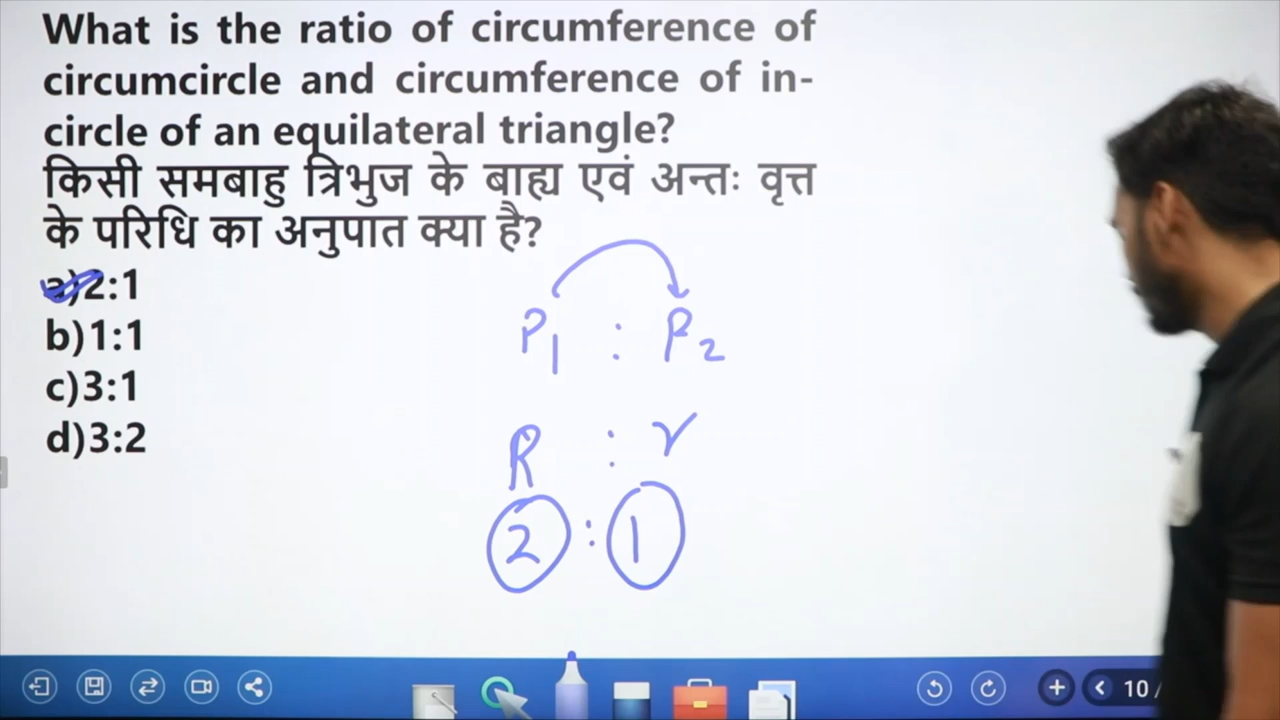 What is the ratio of circumference of
circumcircle and circumference of in-
circle of an equilateral triangle?
किसी समबाहु त्रिभुज के बाह्य एवं अन्तः वृत्त
के परिधि का अनुपात क्या है?
a)2:1
b)1:1
c)3:1
d)3:2
P1 : P2
R : r
2 : 1
10 /